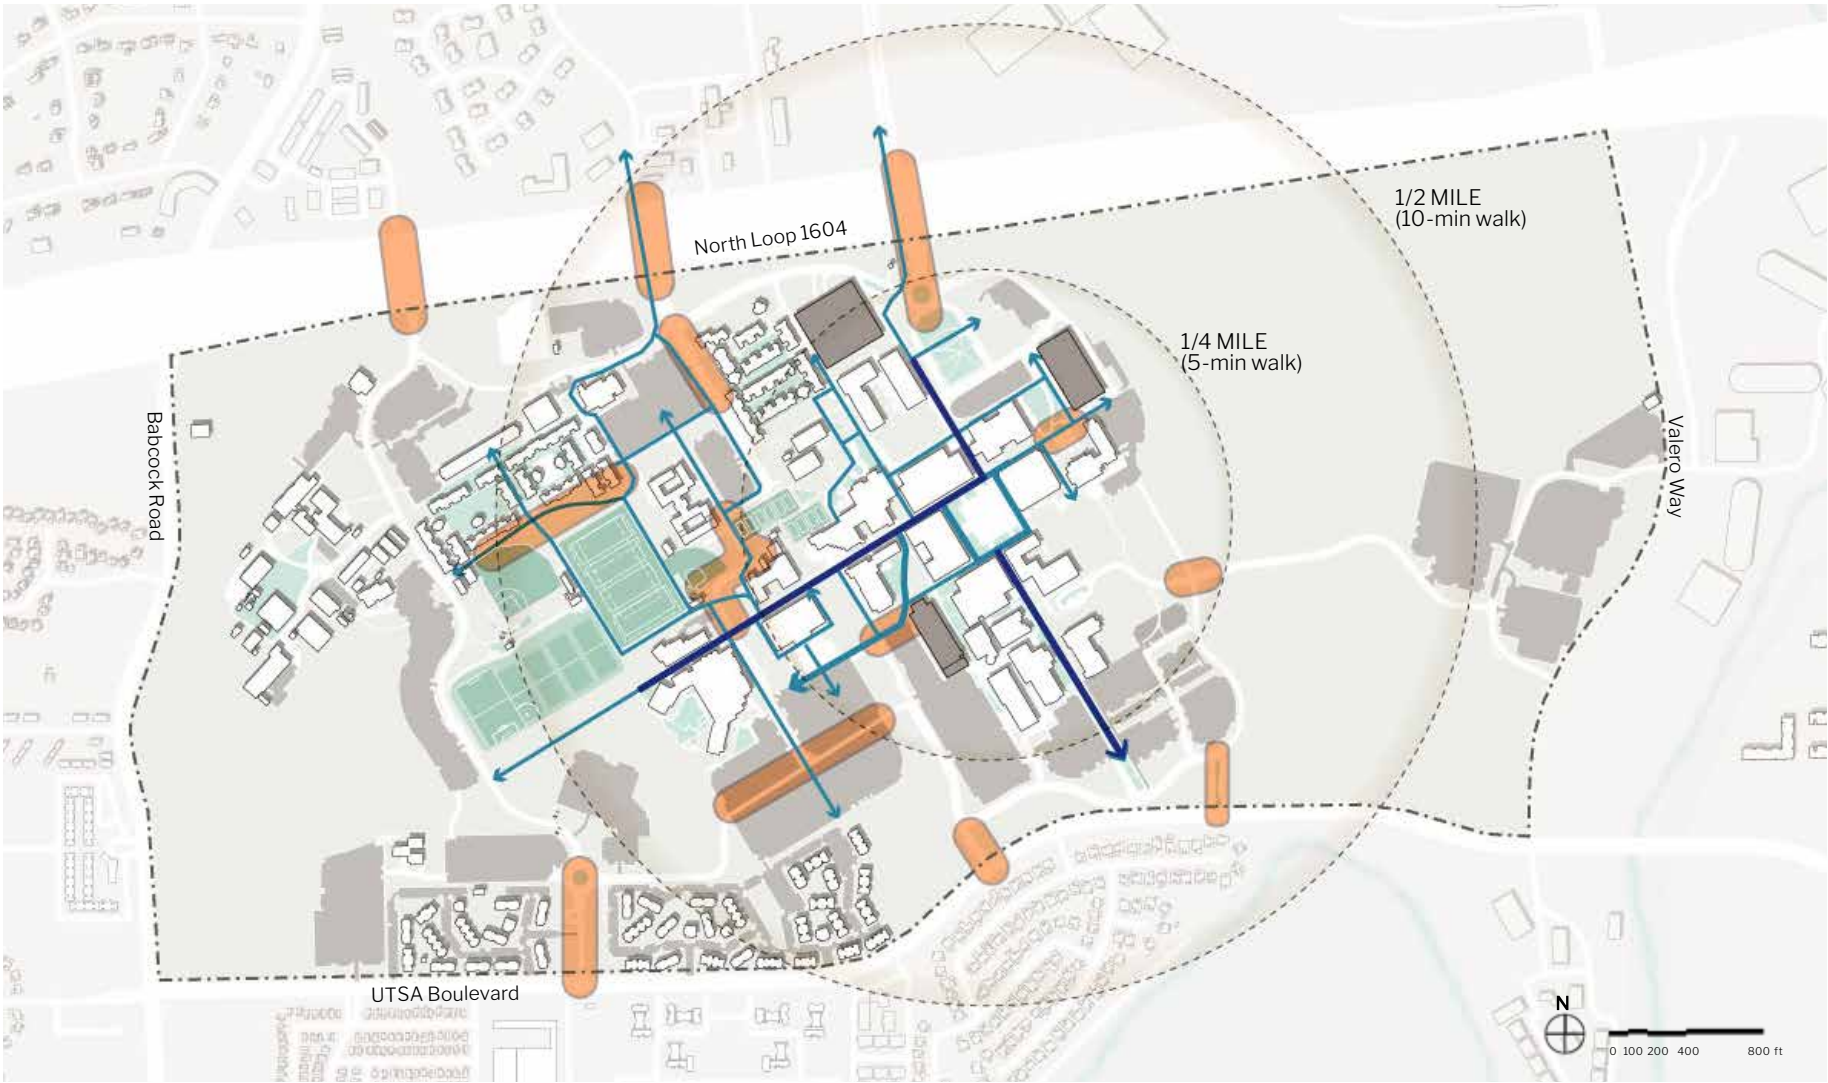 1/2 MILE
(10-min walk)
North Loop 1604
1/4 MILE
(5-min walk)
Babcock Road
Valero Way
UTSA Boulevard
N
0 100 200 400 800 ft